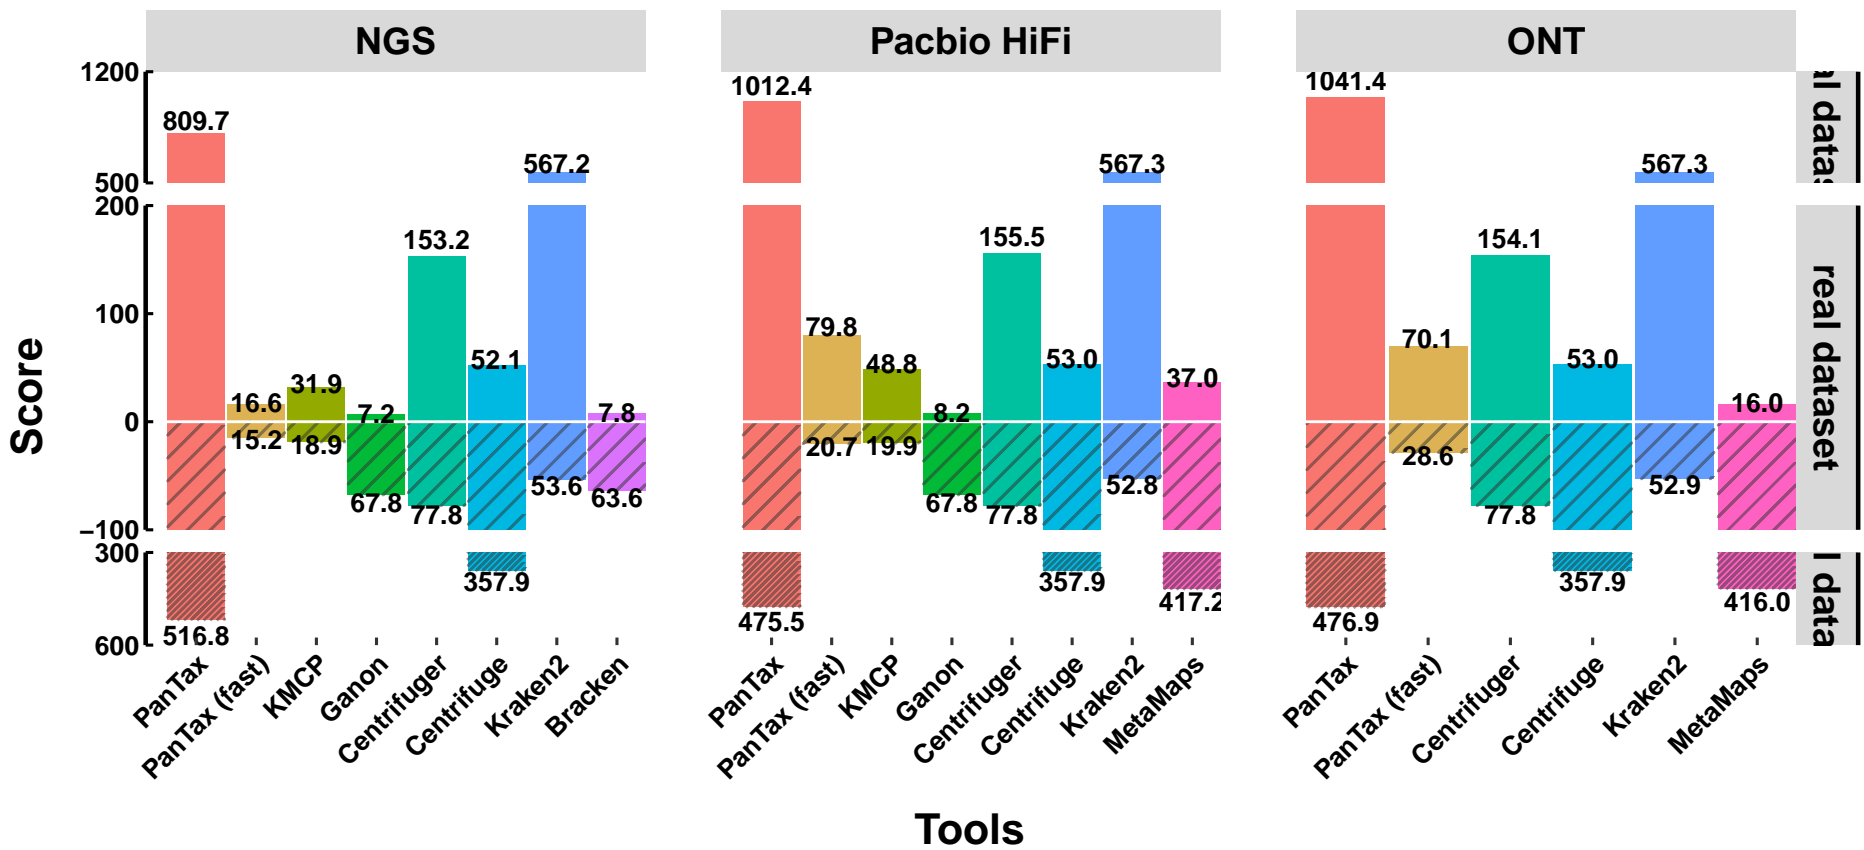 NGS
Pacbio HiFi
ONT
1200
500
200
100
0
−100
300
600
Score
809.7
16.6
31.9
7.2
153.2
52.1
567.2
7.8
15.2
18.9
67.8
77.8
53.6
63.6
357.9
516.8
1012.4
79.8
48.8
8.2
155.5
53.0
567.3
37.0
20.7
19.9
67.8
77.8
52.8
357.9
417.2
475.5
1041.4
70.1
154.1
53.0
567.3
16.0
28.6
77.8
52.9
357.9
416.0
476.9
al datas
real dataset
l data
PanTax
PanTax (fast)
KMCP
Ganon
Centrifuger
Centrifuge
Kraken2
Bracken
PanTax
PanTax (fast)
KMCP
Ganon
Centrifuger
Centrifuge
Kraken2
MetaMaps
PanTax
PanTax (fast)
Centrifuger
Centrifuge
Kraken2
MetaMaps
Tools